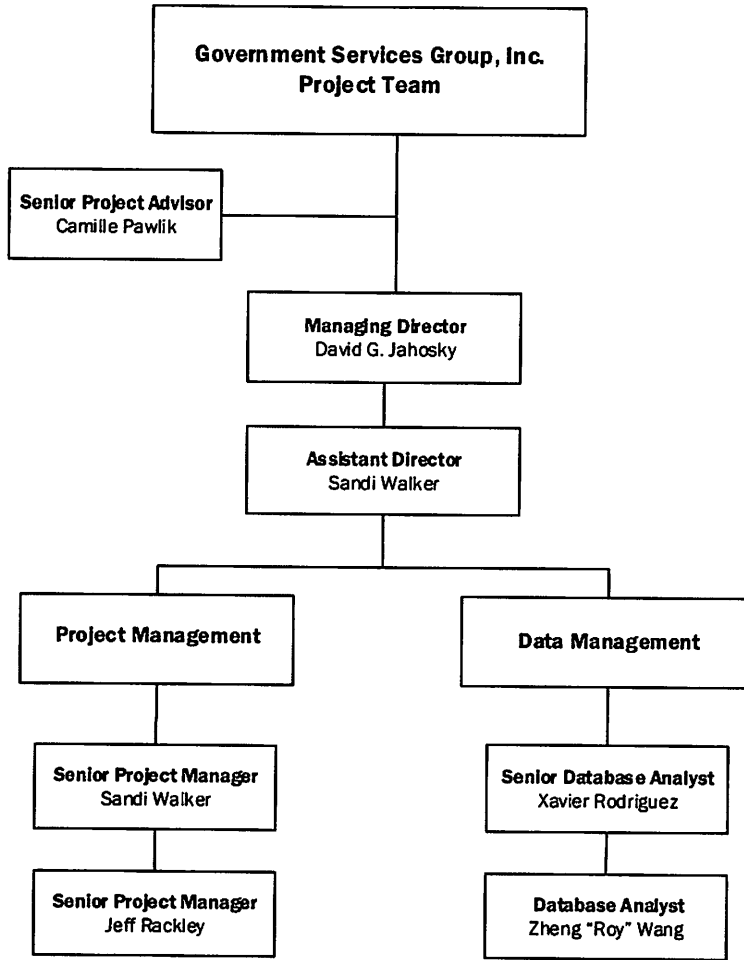 Government Services Group, Inc.
Project Team
Senior Project Advisor
Camille Pawlik
Managing Director
David G. Jahosky
Assistant Director
Sandi Walker
Project Management
Data Management
Senior Project Manager
Sandi Walker
Senior Database Analyst
Xavier Rodriguez
Senior Project Manager
Jeff Rackley
Database Analyst
Zheng “Roy” Wang